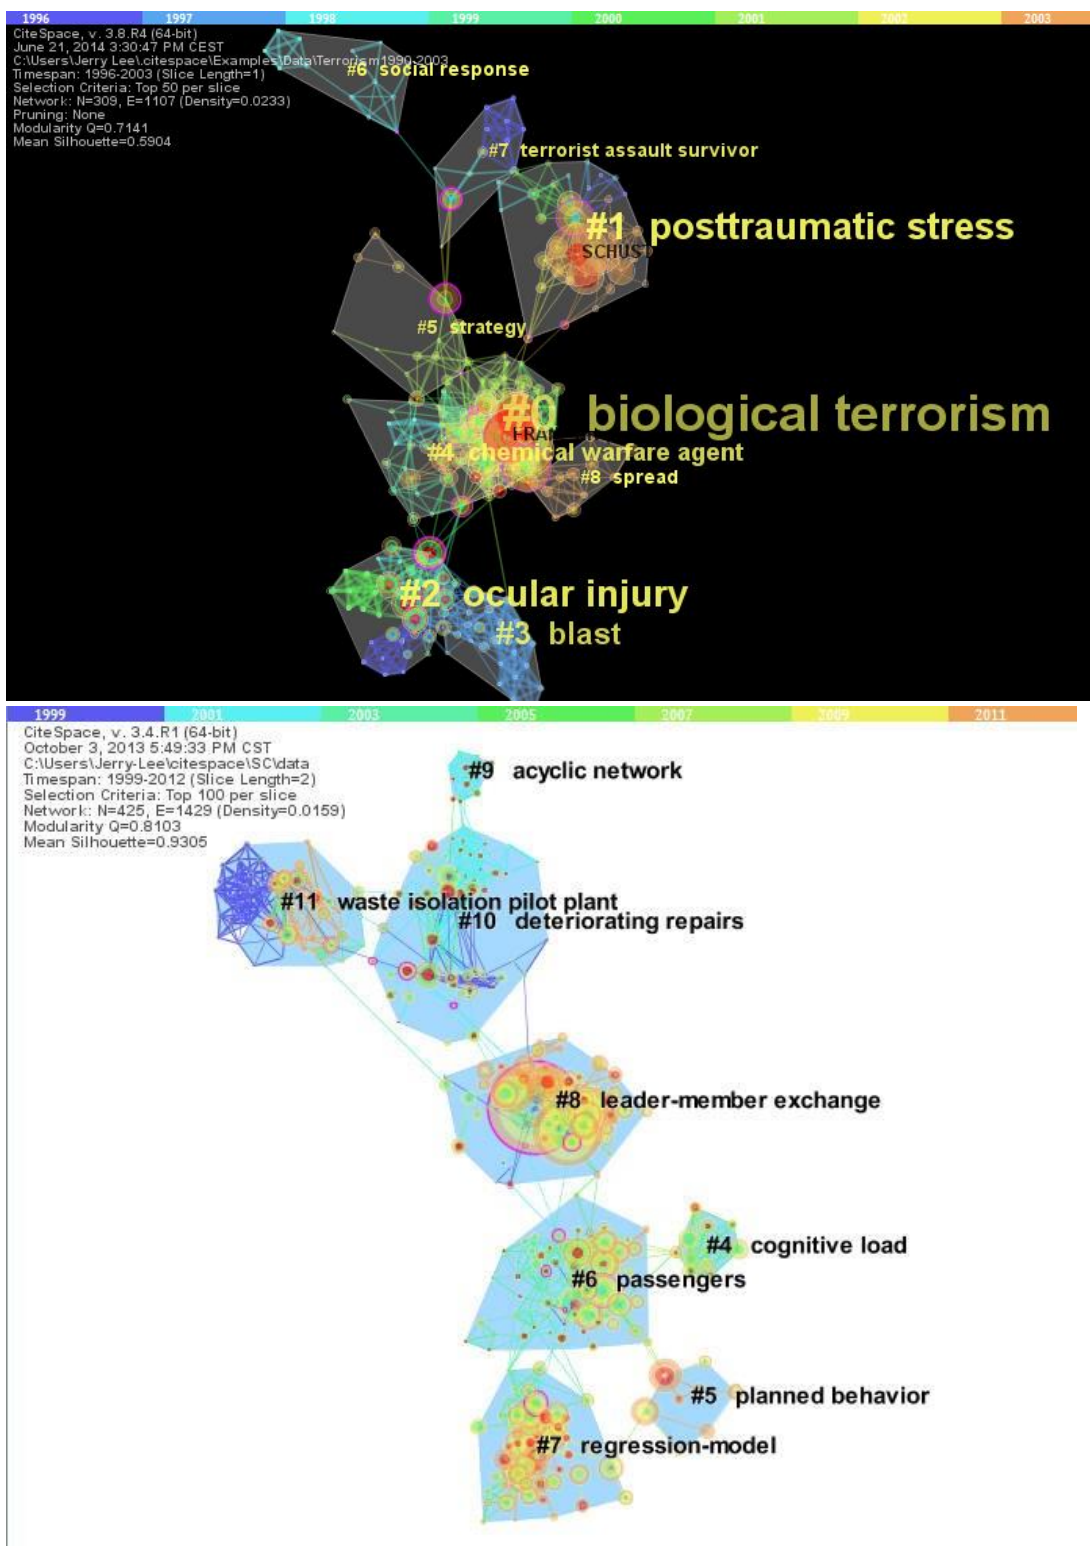 1996 1997 1998 1999 2000 2001 2002 2003
CiteSpace, v. 3.8.R4 (64-bit)
June 21, 2014 3:30:47 PM CEST
C:\Users\Jerry Lee\.citespace\Examples\Data\Terrorism1990-2003
Timespan: 1996-2003 (Slice Length=1)
Selection Criteria: Top 50 per slice
Network: N=309, E=1107 (Density=0.0233)
Pruning: None
Modularity Q=0.7141
Mean Silhouette=0.5904
#6 social response
#7 terrorist assault survivor
#1 posttraumatic stress
SCHUST
#5 strategy
#0 biological terrorism
#4 chemical warfare agent
#8 spread
#2 ocular injury
#3 blast
1999 2001 2003 2005 2007 2009 2011
CiteSpace, v. 3.4.R1 (64-bit)
October 3, 2013 5:49:33 PM CST
C:\Users\Jerry-Lee\citespace\SC\data
Timespan: 1999-2012 (Slice Length=2)
Selection Criteria: Top 100 per slice
Network: N=425, E=1429 (Density=0.0159)
Modularity Q=0.8103
Mean Silhouette=0.9305
#9 acyclic network
#11 waste isolation pilot plant
#10 deteriorating repairs
#8 leader-member exchange
#4 cognitive load
#6 passengers
#5 planned behavior
#7 regression-model